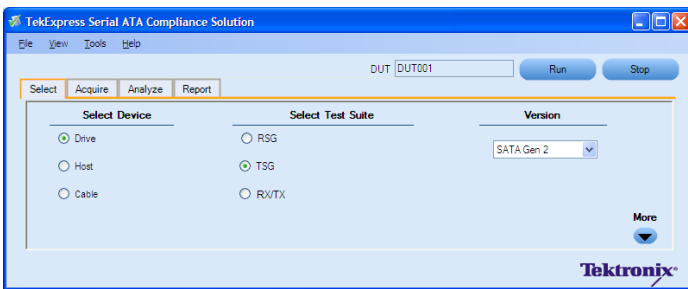 TekExpress Serial ATA Compliance Solution
File View Tools Help
DUT DUT001 Run Stop
Select Acquire Analyze Report
Select Device Select Test Suite Version
Drive RSG SATA Gen 2
Host TSG
Cable RX/TX
More
Tektronix